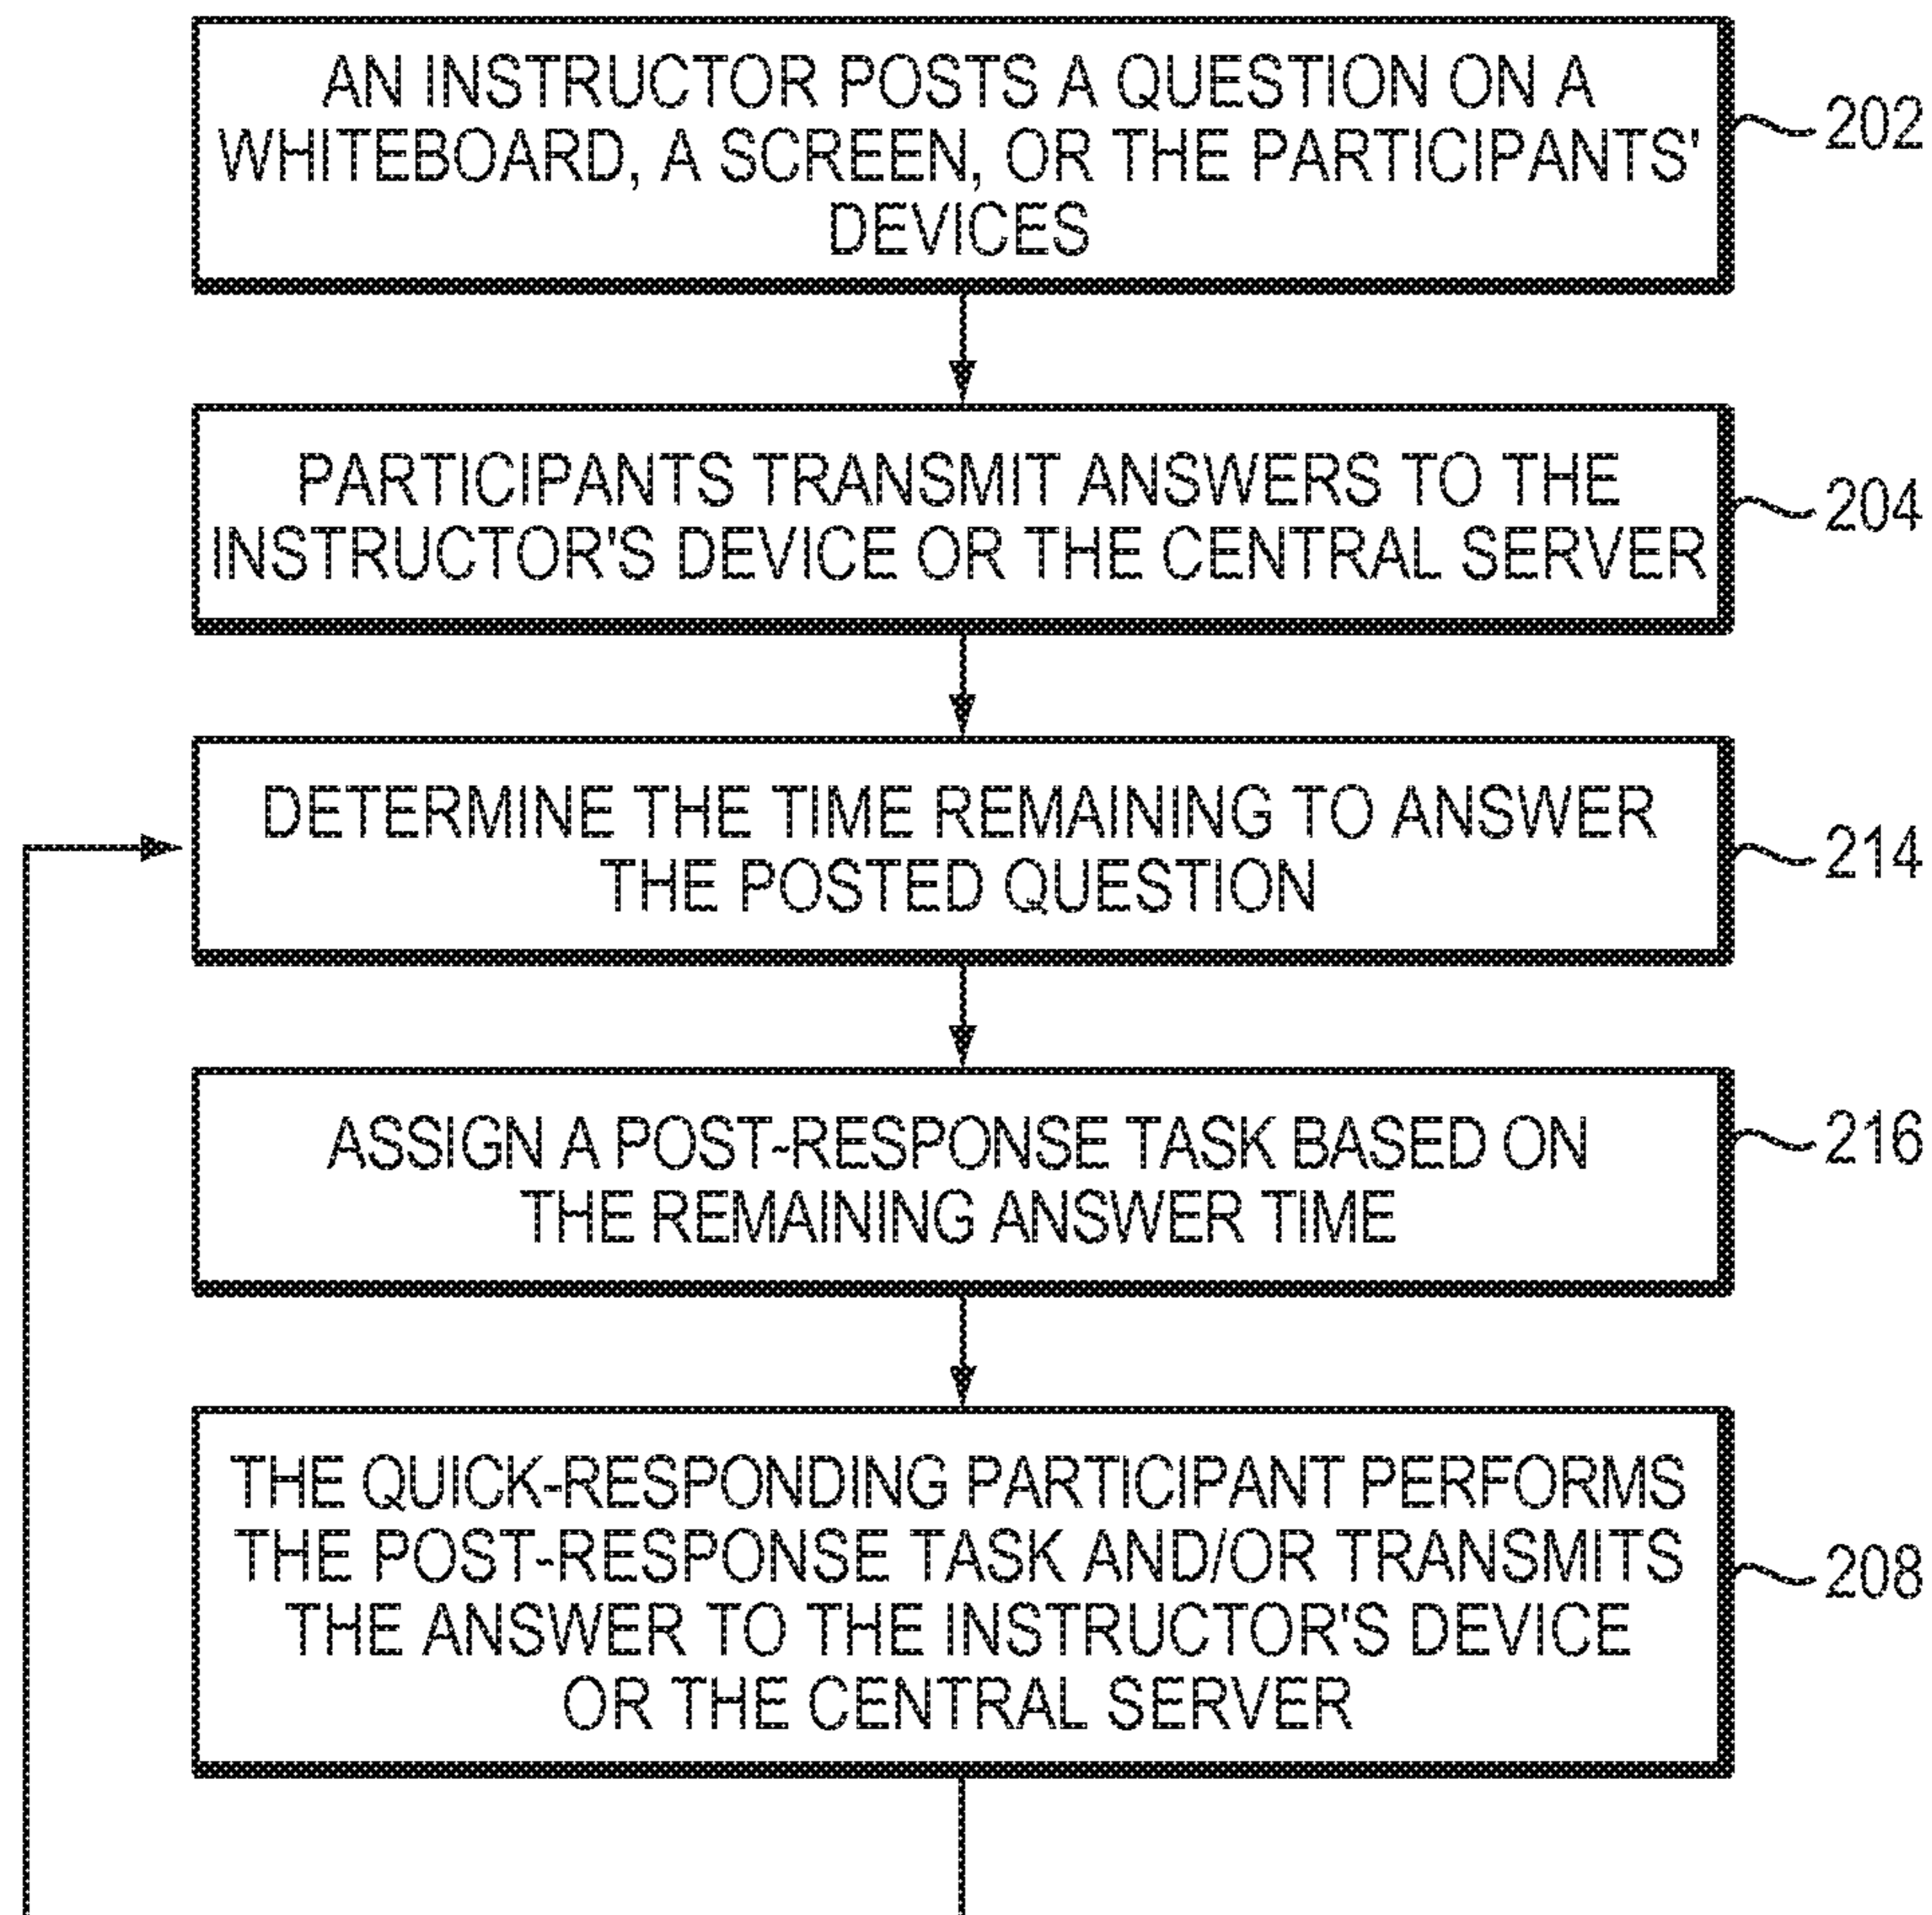 AN INSTRUCTOR POSTS A QUESTION ON A
WHITEBOARD, A SCREEN, OR THE PARTICIPANTS'
DEVICES
202
PARTICIPANTS TRANSMIT ANSWERS TO THE
INSTRUCTOR'S DEVICE OR THE CENTRAL SERVER
204
DETERMINE THE TIME REMAINING TO ANSWER
THE POSTED QUESTION
214
ASSIGN A POST-RESPONSE TASK BASED ON
THE REMAINING ANSWER TIME
216
THE QUICK-RESPONDING PARTICIPANT PERFORMS
THE POST-RESPONSE TASK AND/OR TRANSMITS
THE ANSWER TO THE INSTRUCTOR'S DEVICE
OR THE CENTRAL SERVER
208